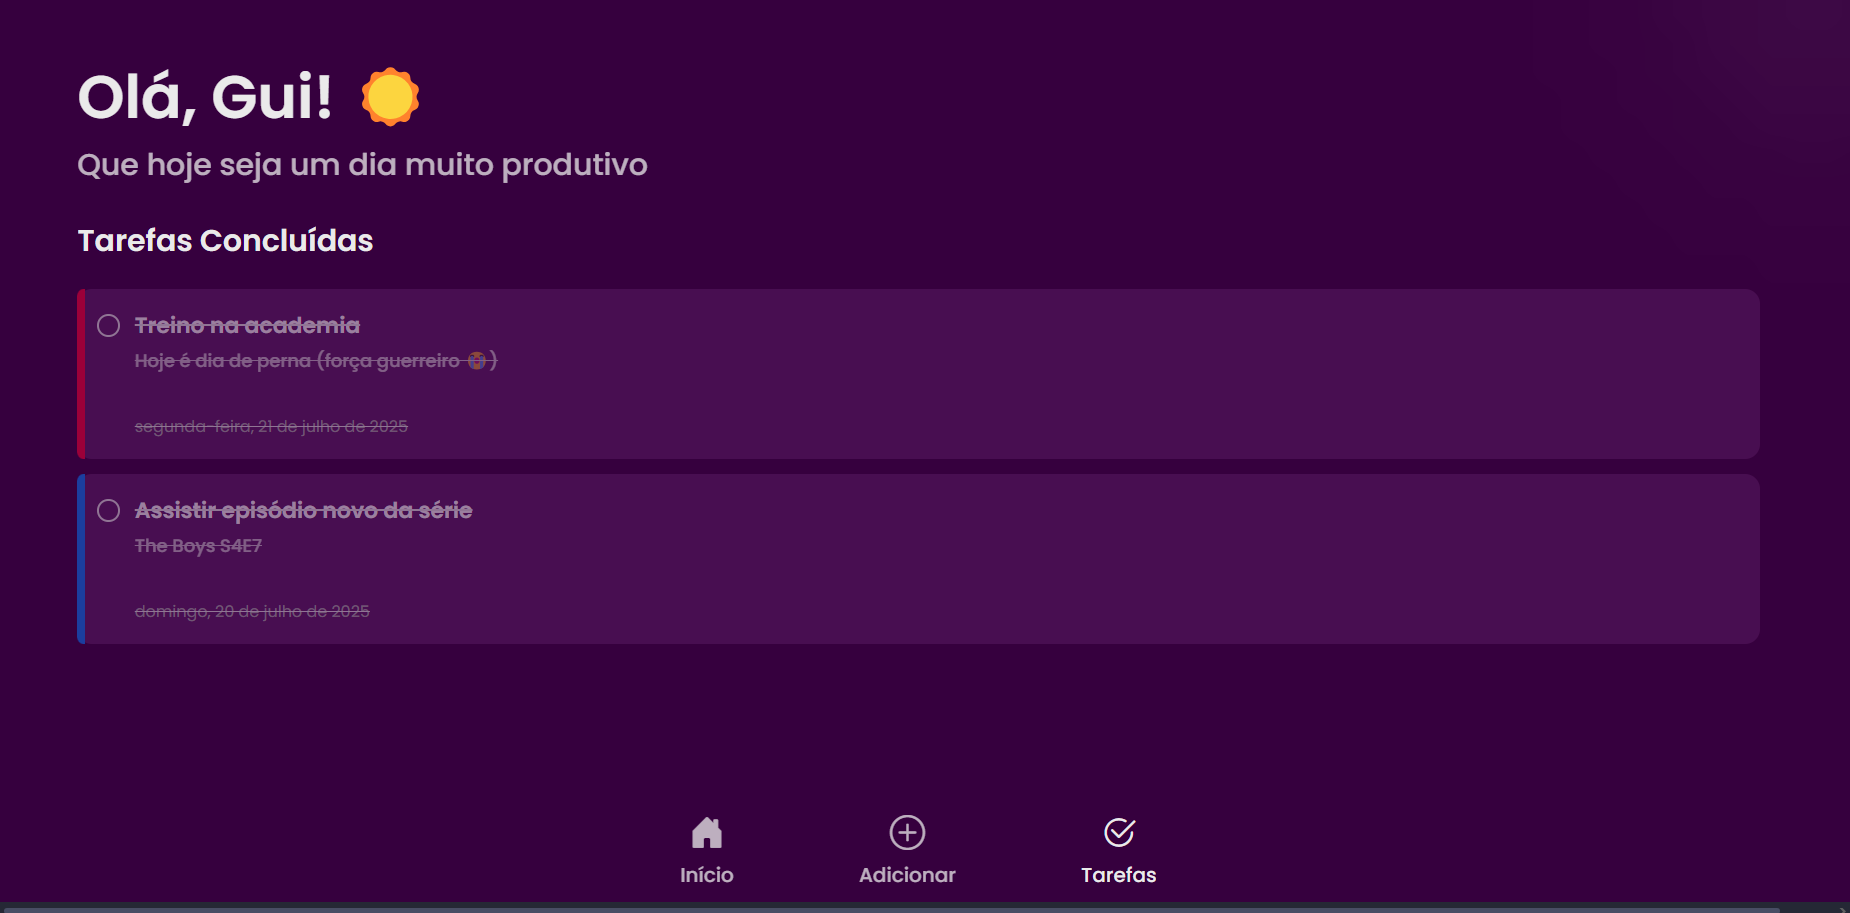 Olá, Gui! ☀️
Que hoje seja um dia muito produtivo
Tarefas Concluídas
Treino na academia
Hoje é dia de perna (força guerreiro 😭)
segunda-feira, 21 de julho de 2025
Assistir episódio novo da série
The Boys S4E7
domingo, 20 de julho de 2025
Início
Adicionar
Tarefas